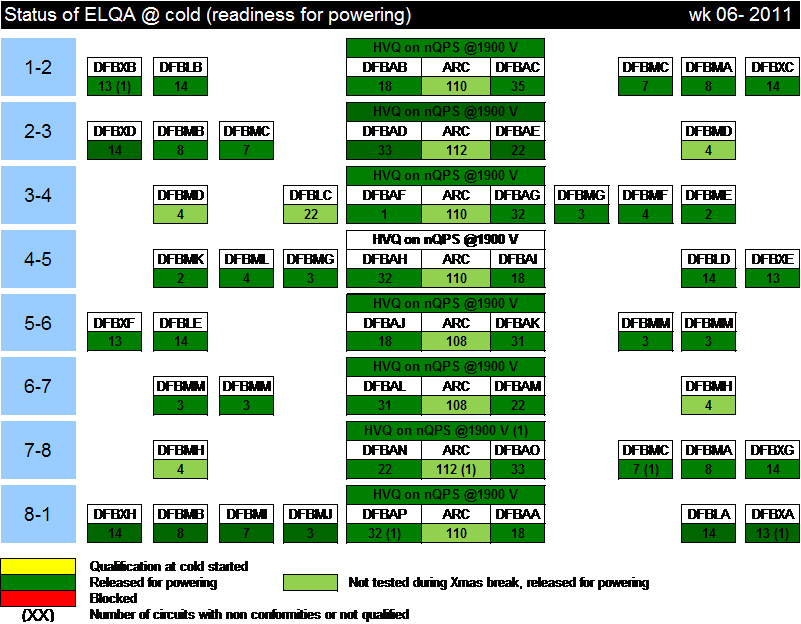 Status of ELQA @ cold (readiness for powering) wk 06- 2011
HVQ on nQPS @1900 V
1-2 DFBXB DFBLB DFBAB ARC DFBAC DFBMC DFBMA DFBXC
13 (1) 14 18 110 35 7 8 14
HVQ on nQPS @1900 V
2-3 DFBXD DFBMB DFBMC DFBAD ARC DFBAE DFBMD
14 8 7 33 112 22 4
HVQ on nQPS @1900 V
3-4 DFBMD DFBLC DFBAF ARC DFBAG DFBMG DFBMF DFBME
4 22 1 110 32 3 4 2
HVQ on nQPS @1900 V
4-5 DFBMK DFBML DFBMG DFBAH ARC DFBAI DFBLD DFBXE
2 4 3 32 110 18 14 13
HVQ on nQPS @1900 V
5-6 DFBXF DFBLE DFBAJ ARC DFBAK DFBMM DFBMM
13 14 18 108 31 3 3
HVQ on nQPS @1900 V
6-7 DFBMM DFBMM DFBAL ARC DFBAM DFBMH
3 3 31 108 22 4
HVQ on nQPS @1900 V (1)
7-8 DFBMH DFBAN ARC DFBAO DFBMC DFBMA DFBXG
4 22 112 (1) 33 7 (1) 8 14
HVQ on nQPS @1900 V
8-1 DFBXH DFBMB DFBMI DFBMJ DFBAP ARC DFBAA DFBLA DFBXA
14 8 7 3 32 (1) 110 18 14 13 (1)
Qualification at cold started
Released for powering Not tested during Xmas break, released for powering
Blocked
(XX) Number of circuits with non conformities or not qualified